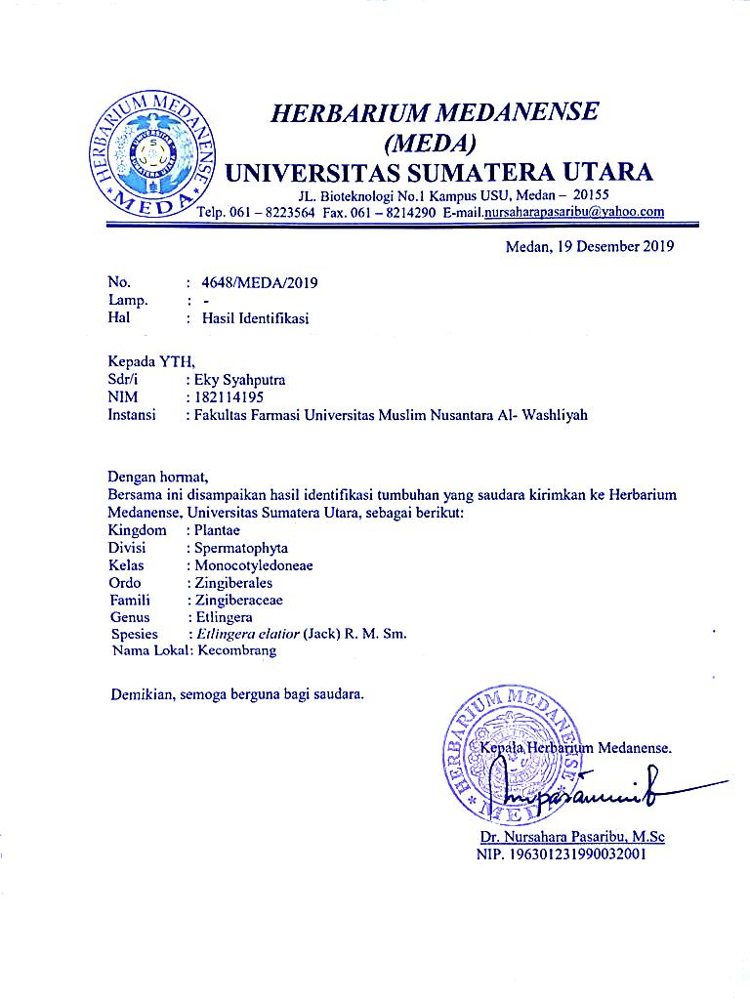 HERBARIUM MEDANENSE
(MEDA)
UNIVERSITAS SUMATERA UTARA
JL. Bioteknologi No.1 Kampus USU, Medan – 20155
Telp. 061 – 8223564 Fax. 061 – 8214290 E-mail.nursaharapasaribu@yahoo.com
HERBARIUM MEDANENSE
* MEDA *
UNIVERSITAS
SUMATERA UTARA
Medan, 19 Desember 2019
No. : 4648/MEDA/2019
Lamp. : -
Hal : Hasil Identifikasi
Kepada YTH,
Sdr/i : Eky Syahputra
NIM : 182114195
Instansi : Fakultas Farmasi Universitas Muslim Nusantara Al- Washliyah
Dengan hormat,
Bersama ini disampaikan hasil identifikasi tumbuhan yang saudara kirimkan ke Herbarium
Medanense, Universitas Sumatera Utara, sebagai berikut:
Kingdom : Plantae
Divisi : Spermatophyta
Kelas : Monocotyledoneae
Ordo : Zingiberales
Famili : Zingiberaceae
Genus : Etlingera
Spesies : Etlingera elatior (Jack) R. M. Sm.
Nama Lokal: Kecombrang
Demikian, semoga berguna bagi saudara.
HERBARIUM MEDANENSE
* MEDA *
Kepala Herbarium Medanense.
Dr. Nursahara Pasaribu, M.Sc
NIP. 196301231990032001